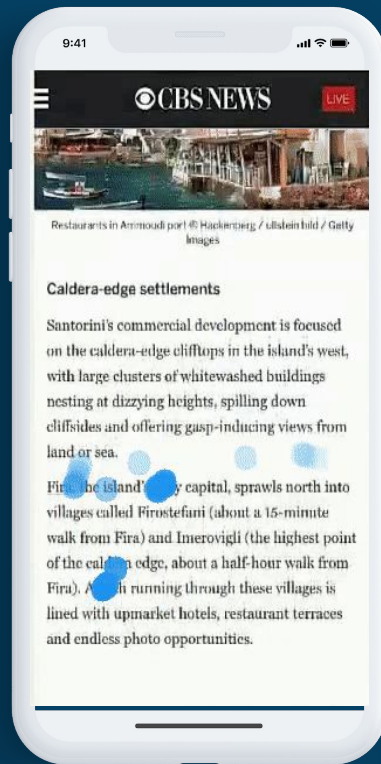 9:41
CBS NEWS
LIVE
Restaurants in Ammoudi port © Hackenberg / ullstein bild / Getty
Images
Caldera-edge settlements
Santorini's commercial development is focused
on the caldera-edge clifftops in the island's west,
with large clusters of whitewashed buildings
nesting at dizzying heights, spilling down
cliffsides and offering gasp-inducing views from
land or sea.
the island's capital, sprawls north into
villages called Firostefani (about a 15-minute
walk from Fira) and Imerovigli (the highest point
of the edge, about a half-hour walk from
Fira). A running through these villages is
lined with upmarket hotels, restaurant terraces
and endless photo opportunities.